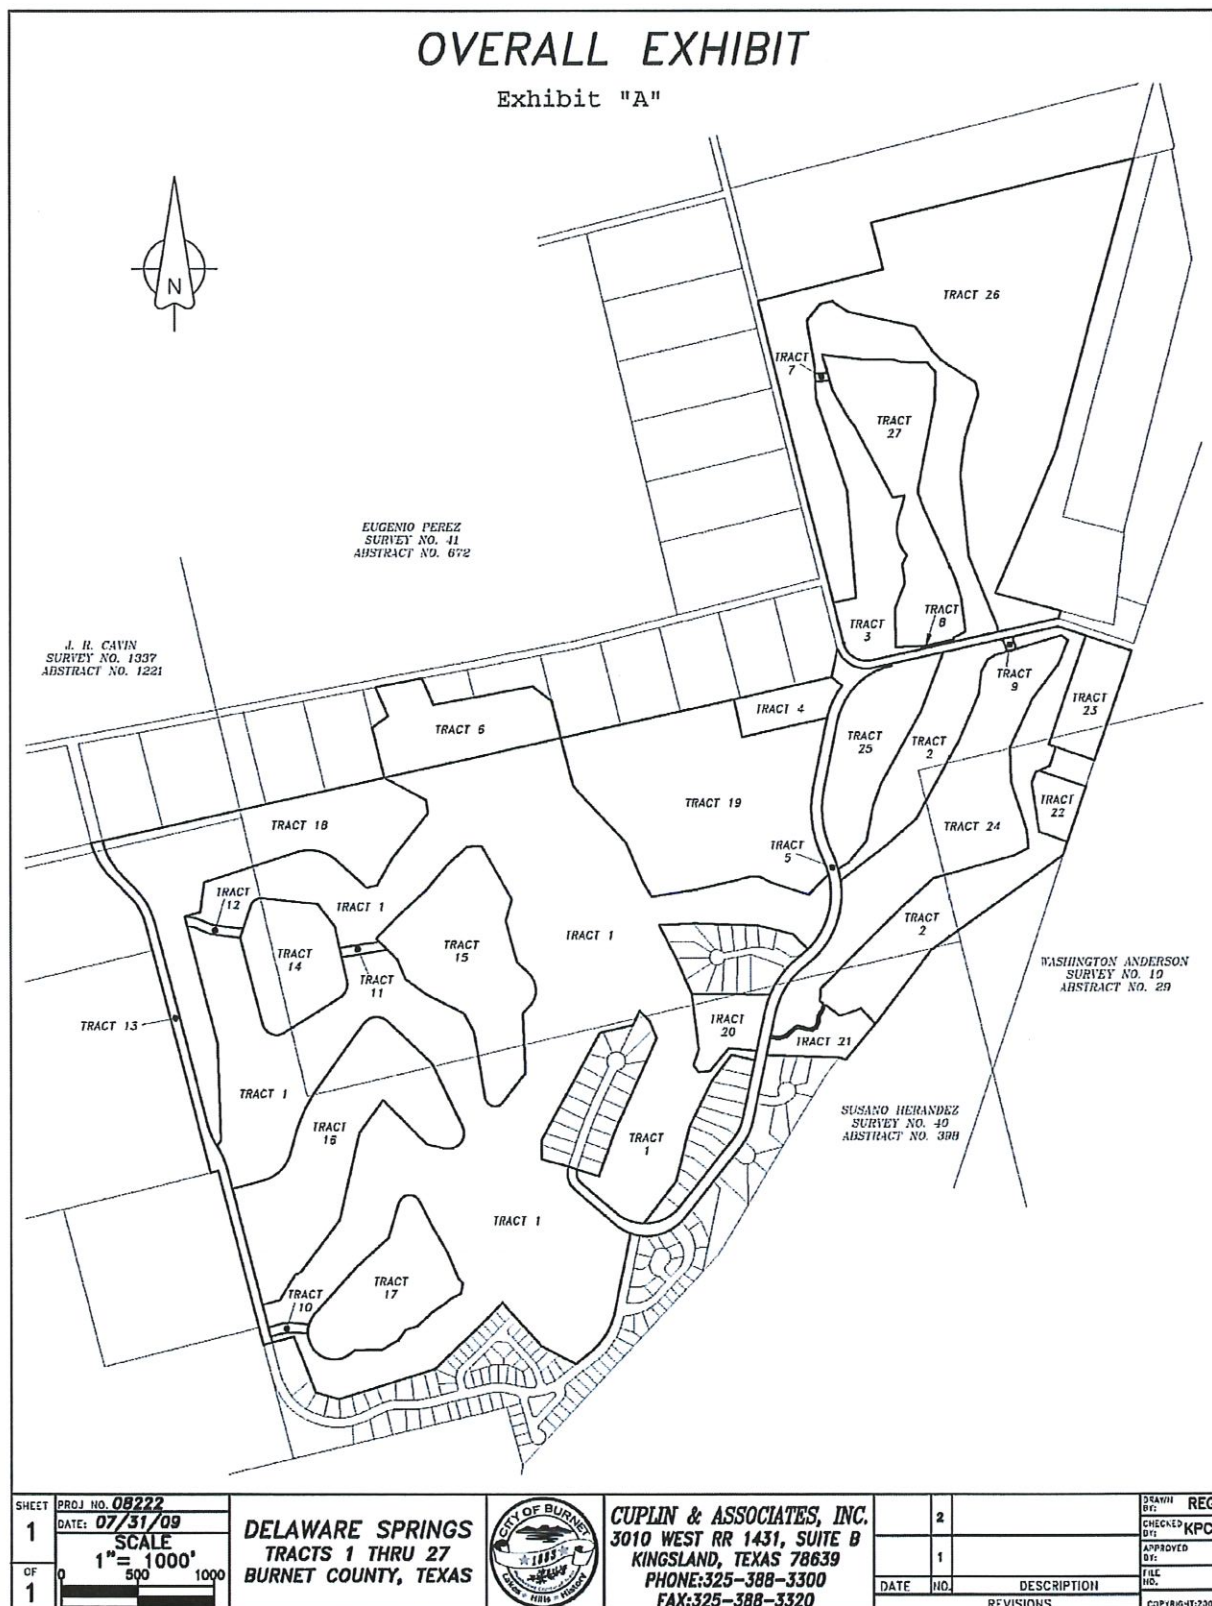 OVERALL EXHIBIT
Exhibit "A"
N
TRACT 26
TRACT
7
TRACT
27
EUGENIO PEREZ
SURVEY NO. 41
ABSTRACT NO. 672
J. R. CAVIN
SURVEY NO. 1337
ABSTRACT NO. 1221
TRACT
3
TRACT
8
TRACT
9
TRACT
23
TRACT 4
TRACT 6
TRACT
25
TRACT
2
TRACT 19
TRACT
22
TRACT 18
TRACT 24
TRACT
5
TRACT
12
TRACT 1
TRACT
2
TRACT 1
TRACT
14
TRACT
15
TRACT
11
WASHINGTON ANDERSON
SURVEY NO. 19
ABSTRACT NO. 29
TRACT 13
TRACT
20
TRACT 21
TRACT 1
TRACT
16
SUSANO HERANDEZ
SURVEY NO. 40
ABSTRACT NO. 398
TRACT
1
TRACT 1
TRACT
10
TRACT
17
SHEET
1
OF
1
PROJ NO. 08222
DATE: 07/31/09
SCALE
1"= 1000'
0 500 1000
DELAWARE SPRINGS
TRACTS 1 THRU 27
BURNET COUNTY, TEXAS
CITY OF BURNET
1883
Lakes * Hills * History
CUPLIN & ASSOCIATES, INC.
3010 WEST RR 1431, SUITE B
KINGSLAND, TEXAS 78639
PHONE:325-388-3300
FAX:325-388-3320
2
1
DATE NO. DESCRIPTION
REVISIONS
DRAWN BY: REG
CHECKED BY: KPC
APPROVED BY:
FILE NO.